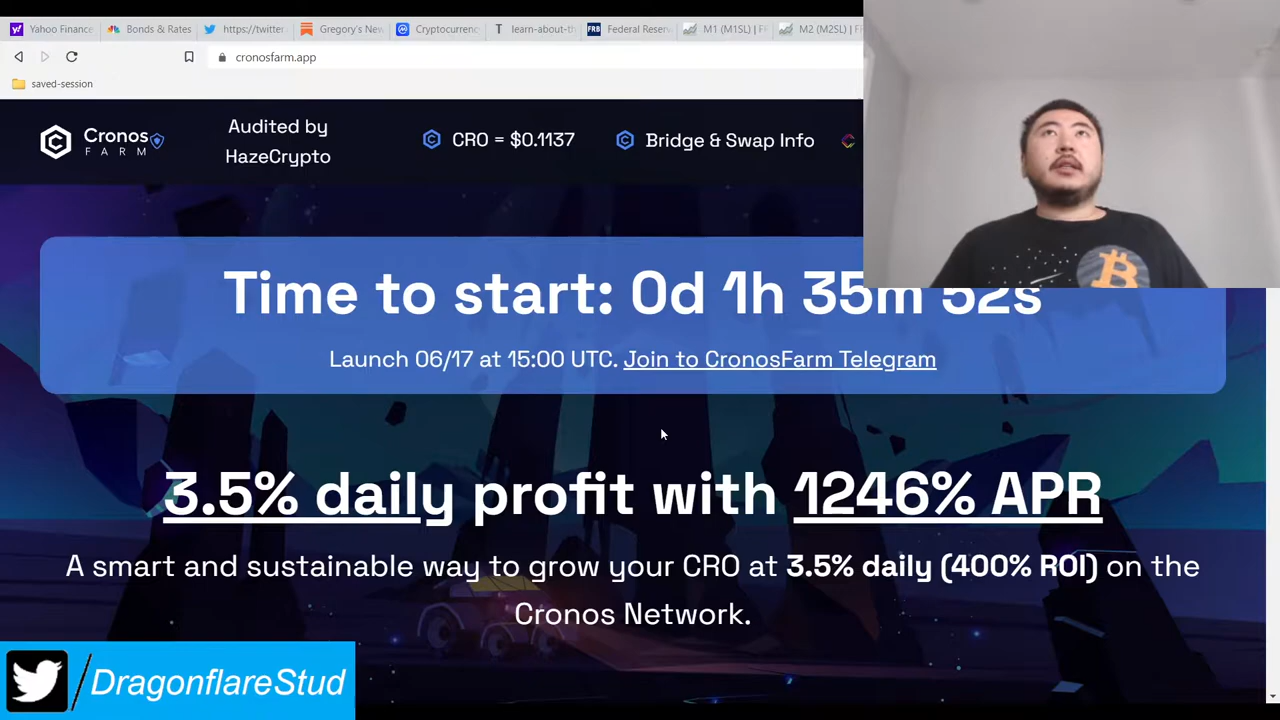 Yahoo Finance
Bonds & Rates
https://twitter
Gregory's New
Cryptocurrenc
learn-about-th
FRB
Federal Reserv
M1 (M1SL) | F
M2 (M2SL) | F
cronosfarm.app
saved-session
Cronos
FARM
Audited by
HazeCrypto
CRO = $0.1137
Bridge & Swap Info
Time to start: 0d 1h 35m 52s
Launch 06/17 at 15:00 UTC. Join to CronosFarm Telegram
3.5% daily profit with 1246% APR
A smart and sustainable way to grow your CRO at 3.5% daily (400% ROI) on the
Cronos Network.
DragonflareStud